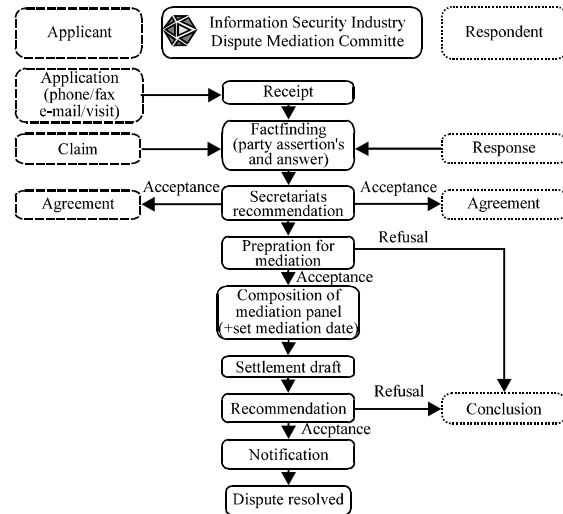 Applicant
Information Security Industry
Dispute Mediation Committe
Respondent
Application
(phone/fax
e-mail/visit)
Receipt
Claim
Factfinding
(party assertion's
and answer)
Response
Acceptance
Acceptance
Agreement
Secretariats
recommendation
Agreement
Prepration for
mediation
Refusal
Acceptance
Composition of
mediation panel
(+set mediation date)
Settlement draft
Recommendation
Refusal
Conclusion
Accptance
Notification
Dispute resolved